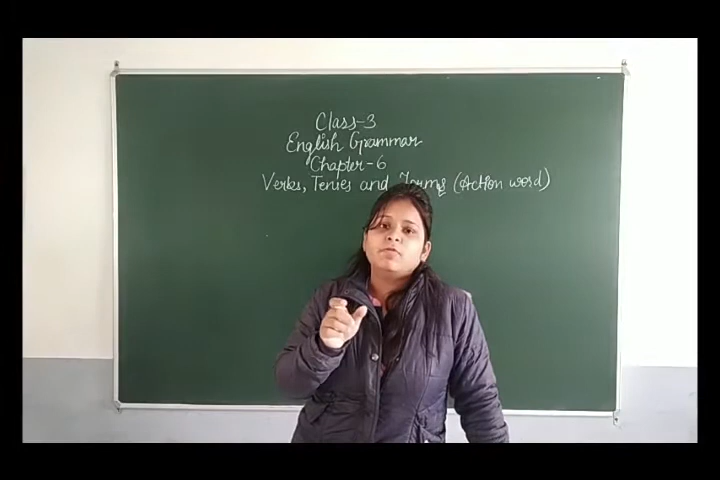 Class-3
English Grammar
Chapter-6
Verbs, Tenses and Forms (Action word)